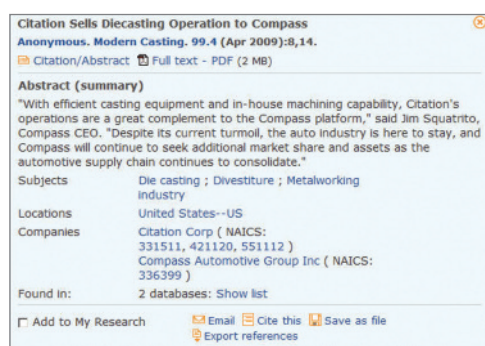 Citation Sells Diecasting Operation to Compass
Anonymous. Modern Casting. 99.4 (Apr 2009):8,14.
Citation/Abstract Full text - PDF (2 MB)
Abstract (summary)
"With efficient casting equipment and in-house machining capability, Citation's
operations are a great complement to the Compass platform," said Jim Squatrito,
Compass CEO. "Despite its current turmoil, the auto industry is here to stay, and
Compass will continue to seek additional market share and assets as the
automotive supply chain continues to consolidate."
Subjects Die casting ; Divestiture ; Metalworking
industry
Locations United States--US
Companies Citation Corp ( NAICS:
331511, 421120, 551112 )
Compass Automotive Group Inc ( NAICS:
336399 )
Found in: 2 databases: Show list
Add to My Research Email Cite this Save as file
Export references